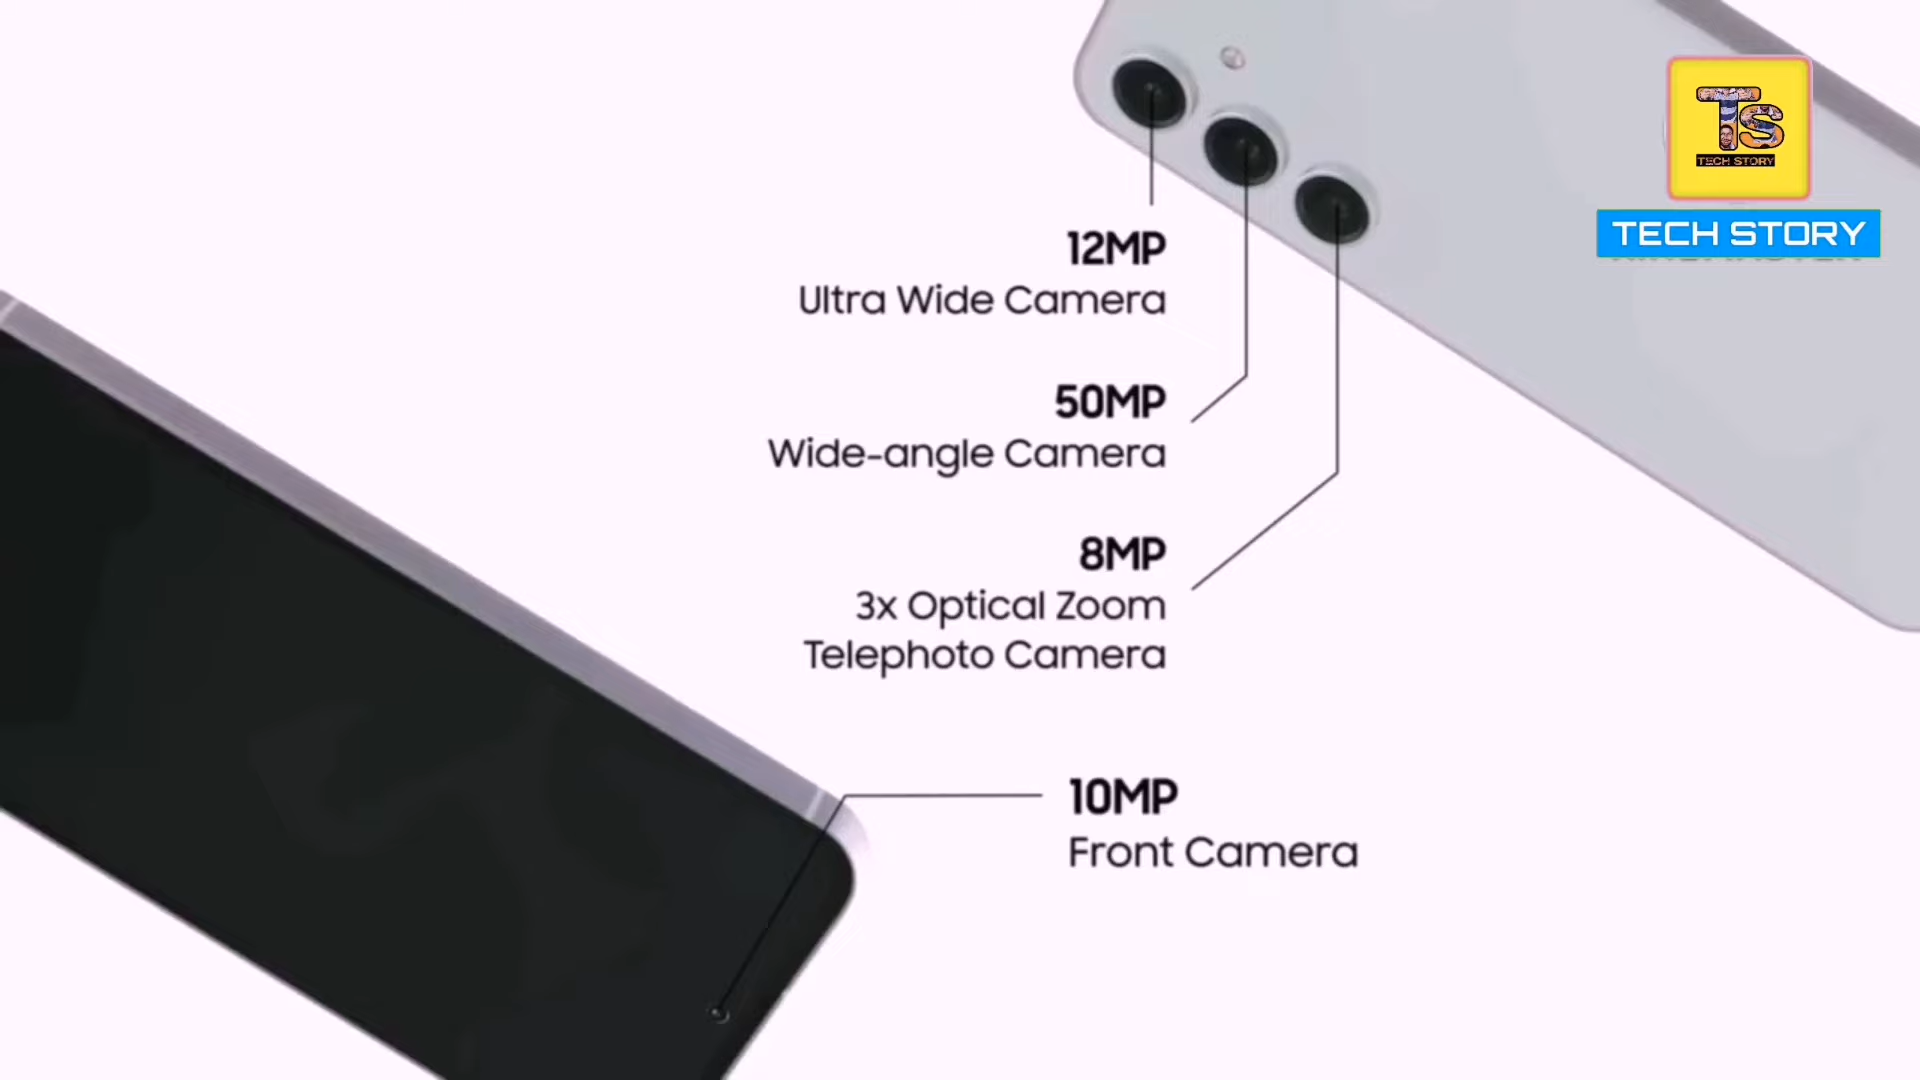 TS
TECH STORY
TECH STORY
12MP
Ultra Wide Camera
50MP
Wide-angle Camera
8MP
3x Optical Zoom
Telephoto Camera
10MP
Front Camera